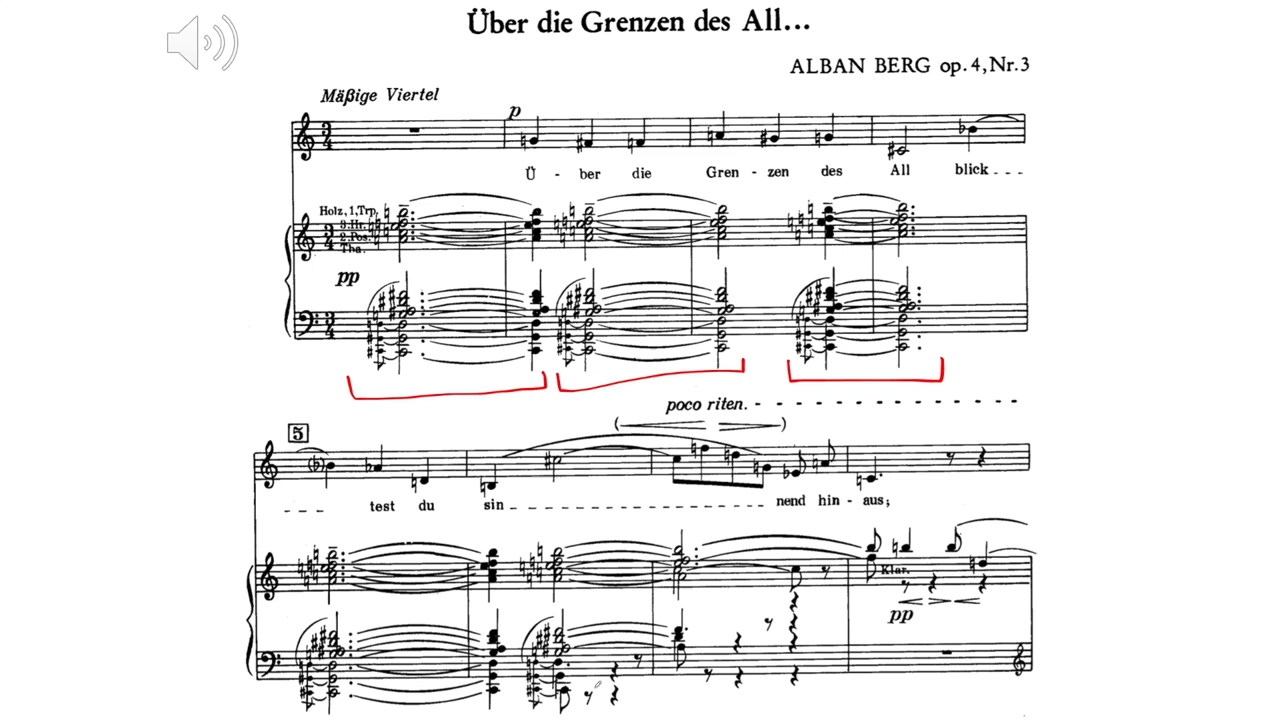 Über die Grenzen des All...
ALBAN BERG op. 4, Nr. 3
Mäßige Viertel
p
Ü - ber die Gren - zen des All blick - - -
Holz, 1, Trp.
3. Hr.
2. Pos.
Tba.
3 4
pp
poco riten. - - - - - - - - - - - - - -
5
- - - test du sin - - - - - - - - - - - - - - nend hin - aus;
Klar.
pp